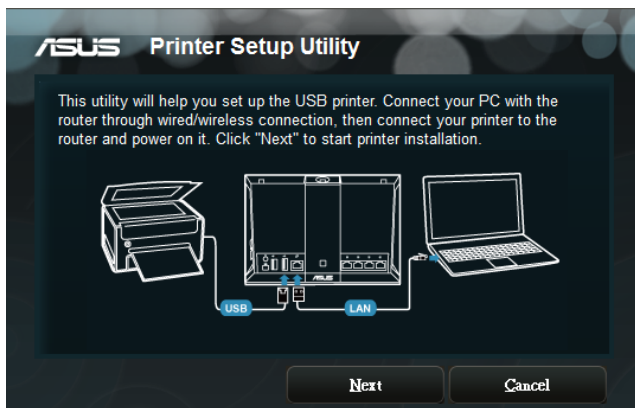 ASUS Printer Setup Utility
This utility will help you set up the USB printer. Connect your PC with the
router through wired/wireless connection, then connect your printer to the
router and power on it. Click "Next" to start printer installation.
ASUS
USB
LAN
Next
Cancel